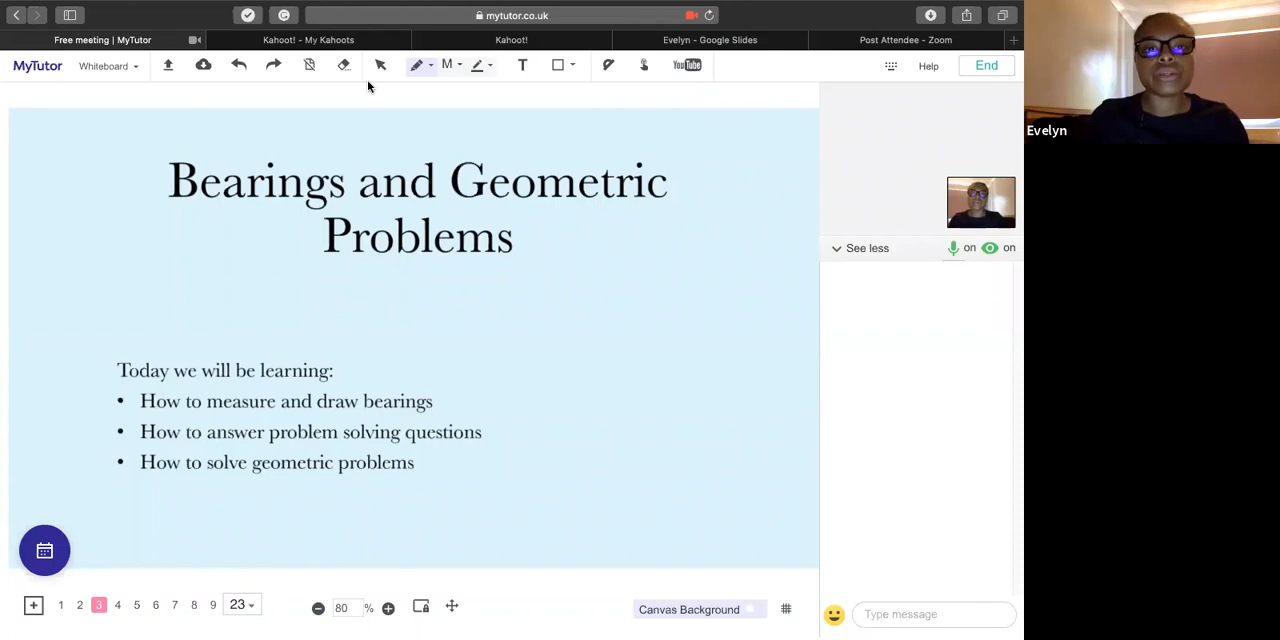 mytutor.co.uk
Free meeting | MyTutor
Kahoot! - My Kahoots
Kahoot!
Evelyn - Google Slides
Post Attendee - Zoom
MyTutor
Whiteboard
M
T
YouTube
Help
End
Evelyn
Bearings and Geometric
Problems
See less
on
on
Today we will be learning:
• How to measure and draw bearings
• How to answer problem solving questions
• How to solve geometric problems
1 2 3 4 5 6 7 8 9 23
80 %
Canvas Background
Type message